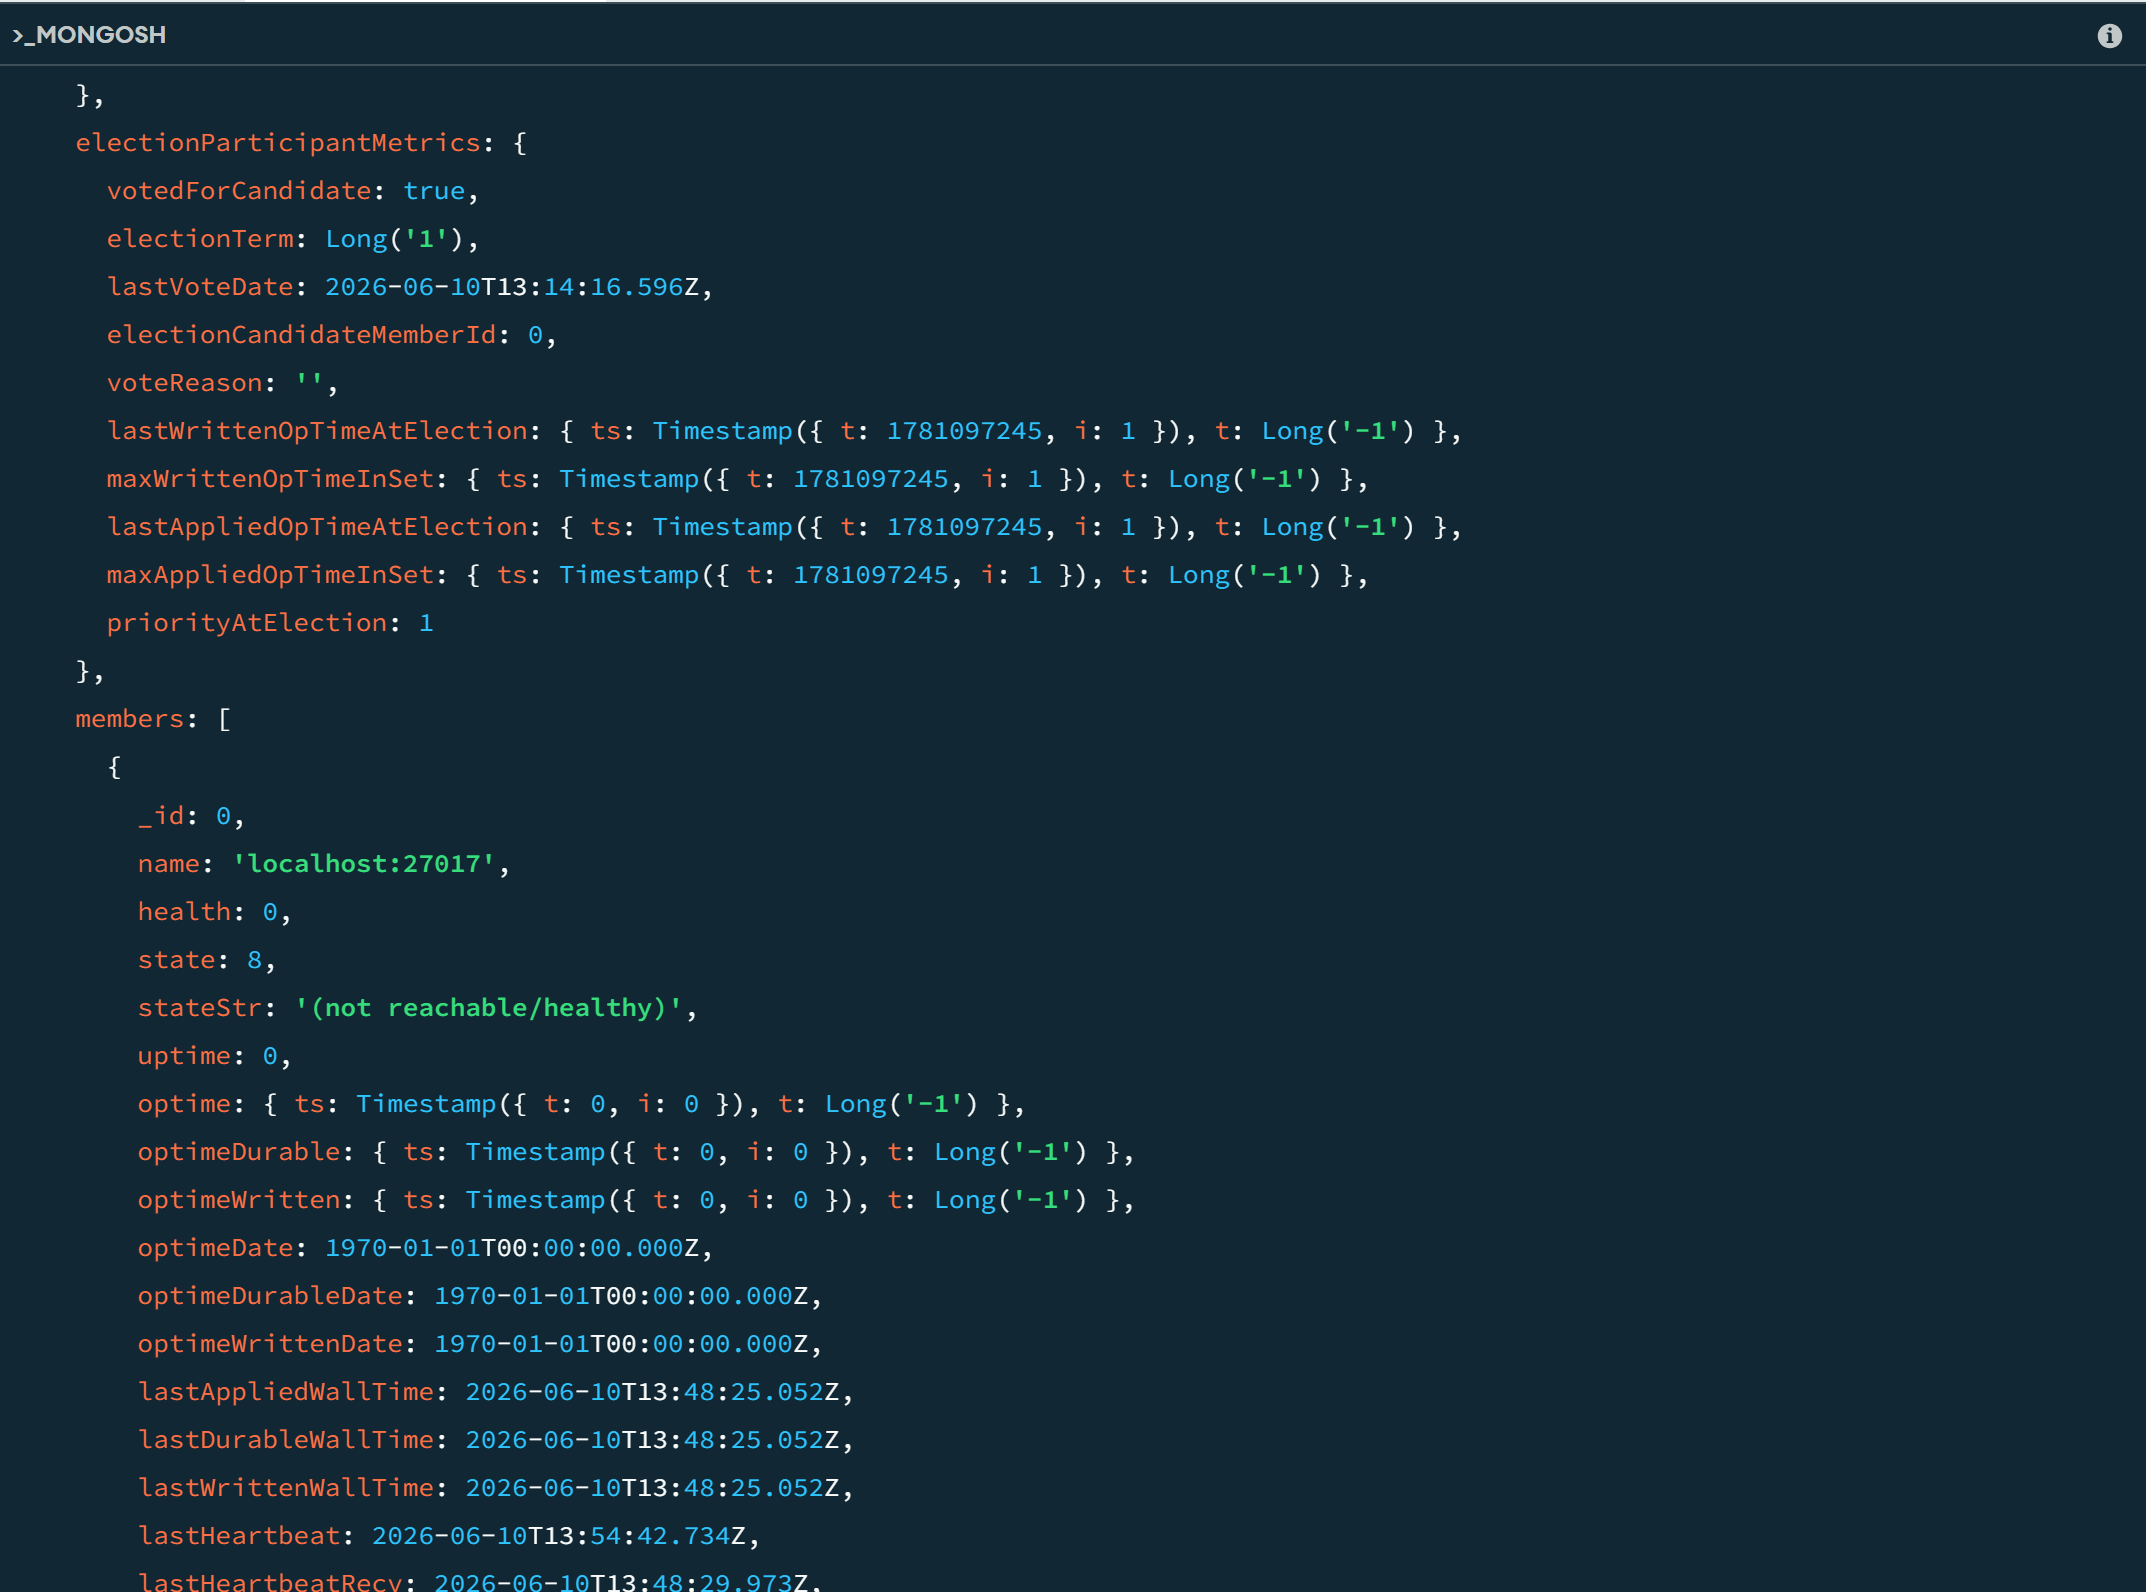 >_MONGOSH
},
electionParticipantMetrics: {
votedForCandidate: true,
electionTerm: Long('1'),
lastVoteDate: 2026-06-10T13:14:16.596Z,
electionCandidateMemberId: 0,
voteReason: '',
lastWrittenOpTimeAtElection: { ts: Timestamp({ t: 1781097245, i: 1 }), t: Long('-1') },
maxWrittenOpTimeInSet: { ts: Timestamp({ t: 1781097245, i: 1 }), t: Long('-1') },
lastAppliedOpTimeAtElection: { ts: Timestamp({ t: 1781097245, i: 1 }), t: Long('-1') },
maxAppliedOpTimeInSet: { ts: Timestamp({ t: 1781097245, i: 1 }), t: Long('-1') },
priorityAtElection: 1
},
members: [
{
_id: 0,
name: 'localhost:27017',
health: 0,
state: 8,
stateStr: '(not reachable/healthy)',
uptime: 0,
optime: { ts: Timestamp({ t: 0, i: 0 }), t: Long('-1') },
optimeDurable: { ts: Timestamp({ t: 0, i: 0 }), t: Long('-1') },
optimeWritten: { ts: Timestamp({ t: 0, i: 0 }), t: Long('-1') },
optimeDate: 1970-01-01T00:00:00.000Z,
optimeDurableDate: 1970-01-01T00:00:00.000Z,
optimeWrittenDate: 1970-01-01T00:00:00.000Z,
lastAppliedWallTime: 2026-06-10T13:48:25.052Z,
lastDurableWallTime: 2026-06-10T13:48:25.052Z,
lastWrittenWallTime: 2026-06-10T13:48:25.052Z,
lastHeartbeat: 2026-06-10T13:54:42.734Z,
lastHeartbeatRecv: 2026-06-10T13:48:29.973Z,